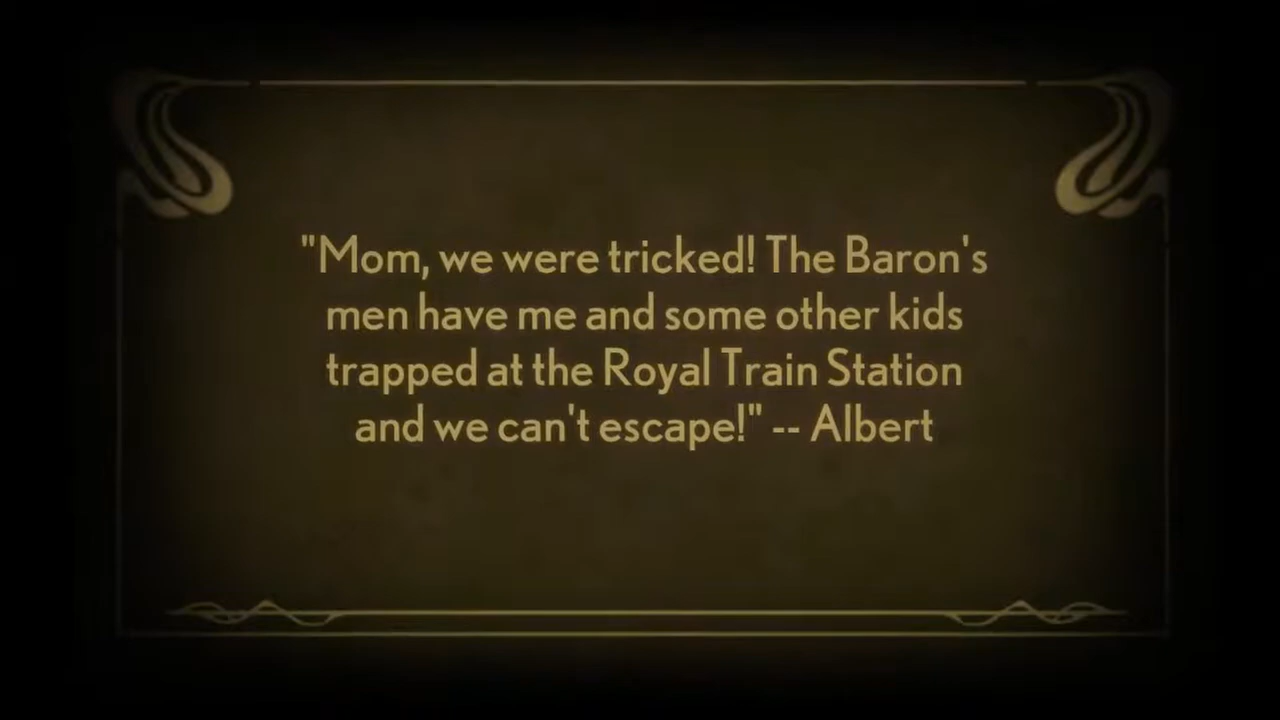 "Mom, we were tricked! The Baron's
men have me and some other kids
trapped at the Royal Train Station
and we can't escape!" -- Albert